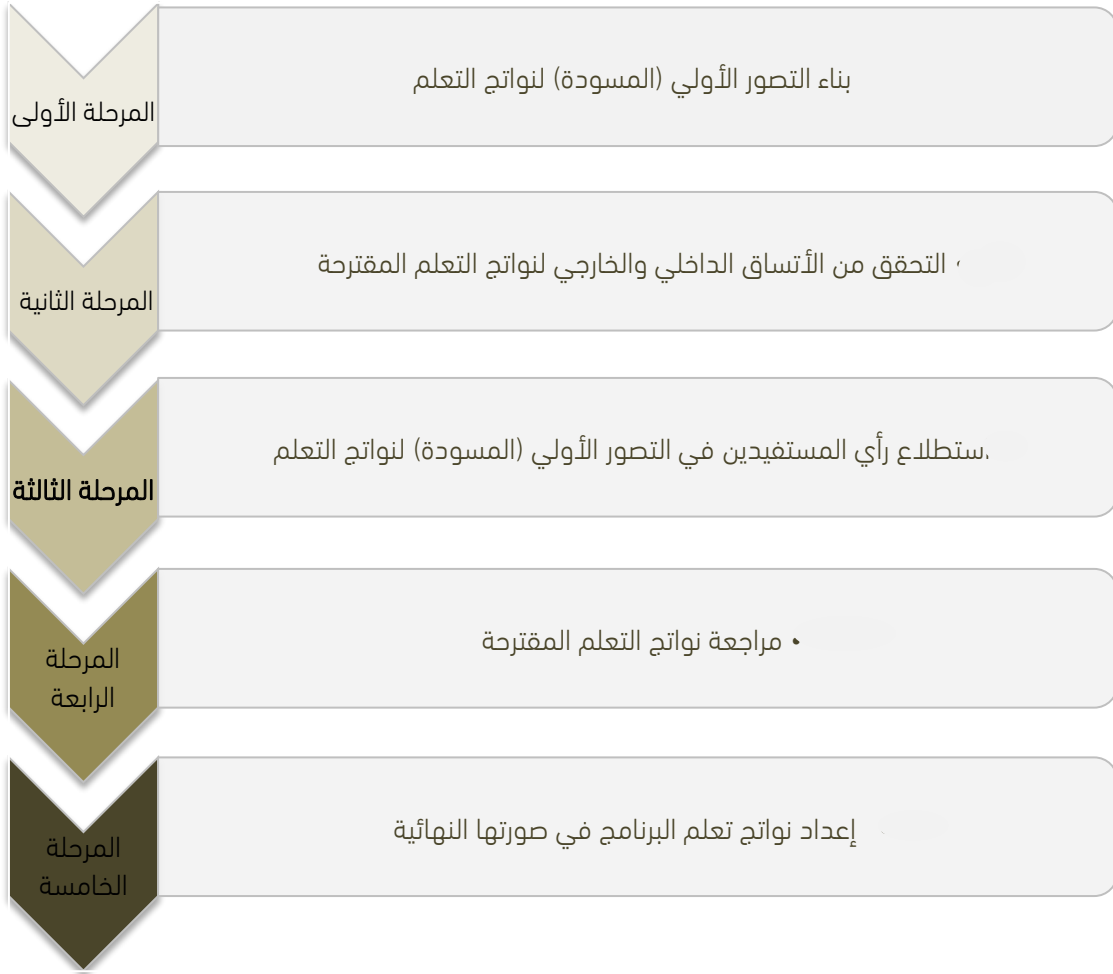 المرحلة الأولى
بناء التصور الأولي (المسودة) لنواتج التعلم
المرحلة الثانية
التحقق من الأتساق الداخلي والخارجي لنواتج التعلم المقترحة
المرحلة الثالثة
ستطلاع رأي المستفيدين في التصور الأولي (المسودة) لنواتج التعلم
المرحلة
الرابعة
• مراجعة نواتج التعلم المقترحة
المرحلة
الخامسة
إعداد نواتج تعلم البرنامج في صورتها النهائية